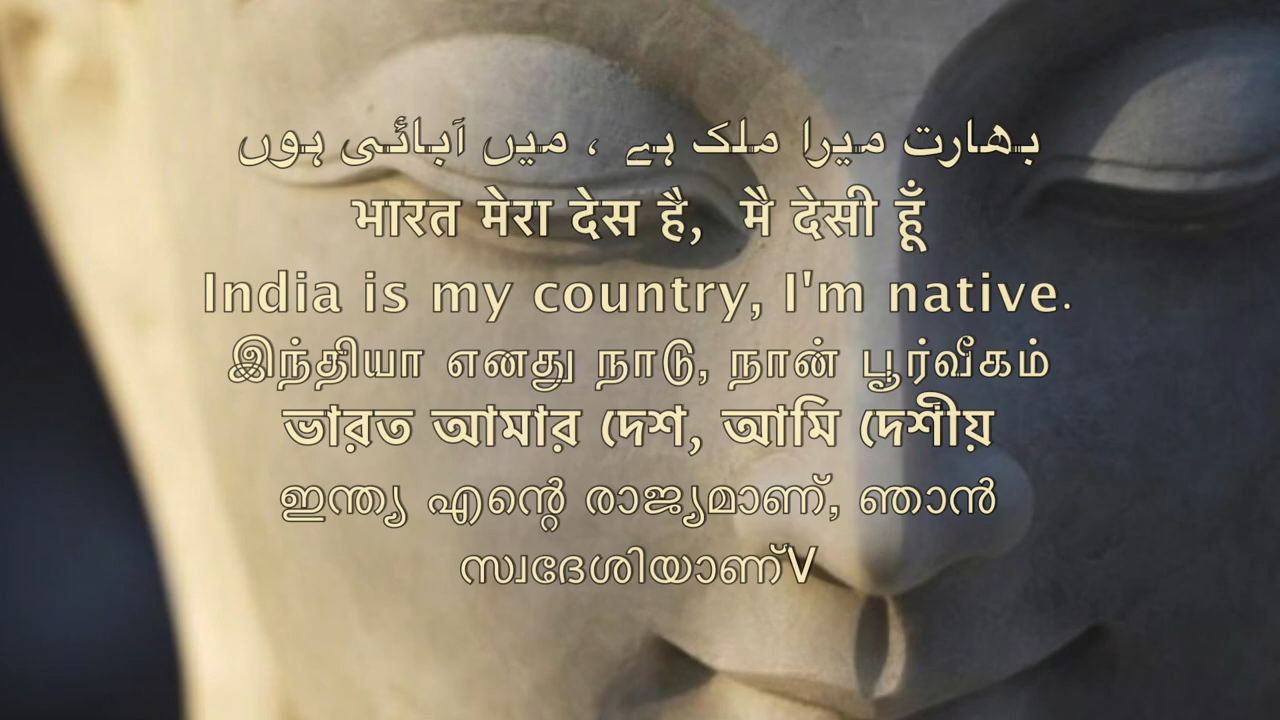 بھارت میرا ملک ہے ، میں آبائی ہوں
भारत मेरा देस है, मै देसी हूँ
India is my country, I'm native.
இந்தியா எனது நாடு, நான் பூர்வீகம்
ভারত আমার দেশ, আমি দেশীয়
ഇന്ത്യ എന്റെ രാജ്യമാണ്, ഞാൻ
സ്വദേശിയാണ്V